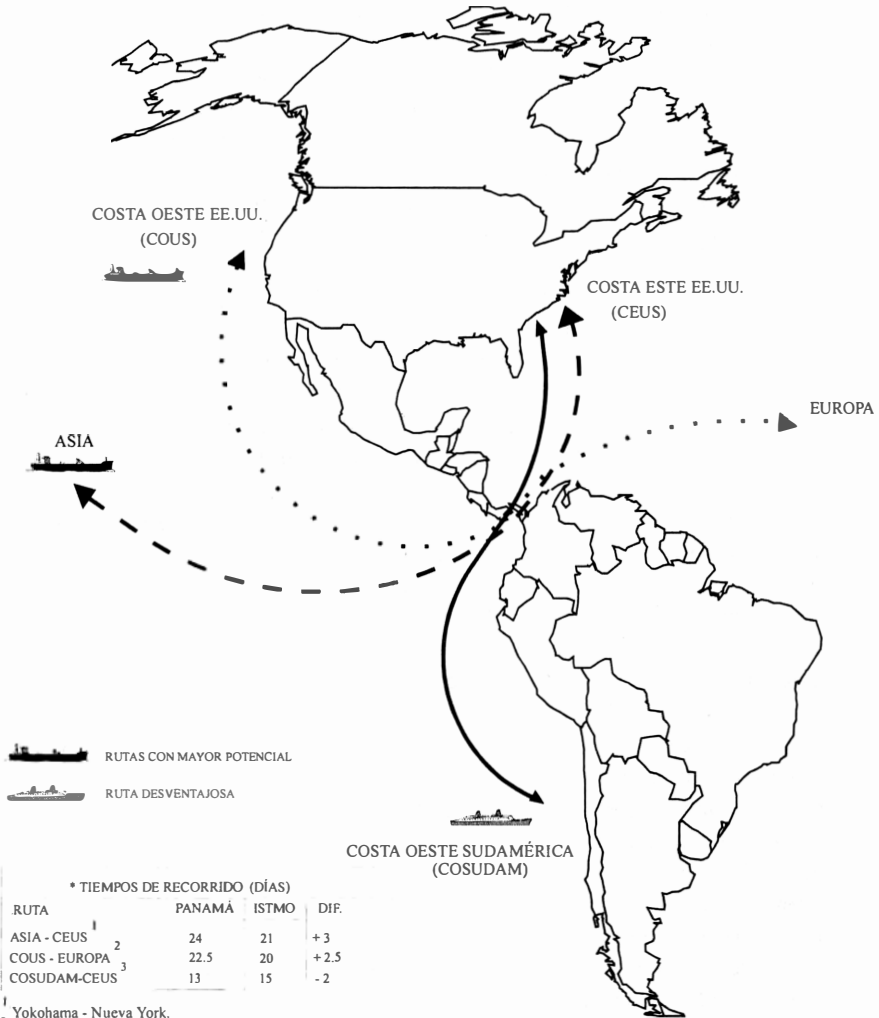 COSTA OESTE EE.UU.
(COUS)
COSTA ESTE EE.UU.
(CEUS)
EUROPA
ASIA
RUTAS CON MAYOR POTENCIAL
RUTA DESVENTAJOSA
COSTA OESTE SUDAMÉRICA
(COSUDAM)
* TIEMPOS DE RECORRIDO (DÍAS)
RUTA PANAMÁ ISTMO DIF.
ASIA - CEUS 1 24 21 +3
COUS - EUROPA 2 22.5 20 +2.5
COSUDAM-CEUS 3 13 15 - 2
1 Yokohama - Nueva York.